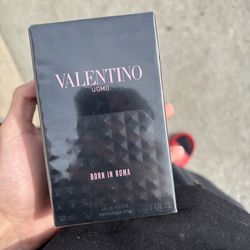 VALENTINO
UOMO
BORN IN ROMA
EAU DE TOILETTE